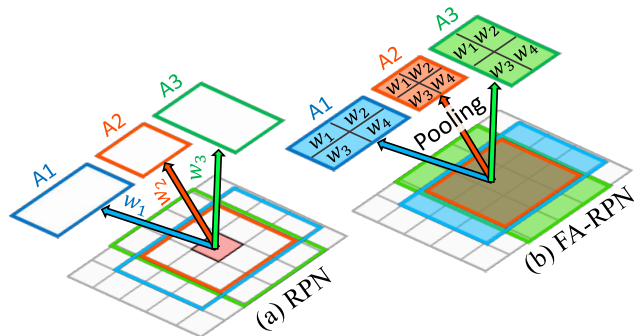 A3
w₁ w₂
w₃ w₄
A2
w₁ w₂
w₃ w₄
A1
w₁ w₂
w₃ w₄
Pooling
(b) FA-RPN
A3
A2
A1
w₁
w₂
w₃
(a) RPN